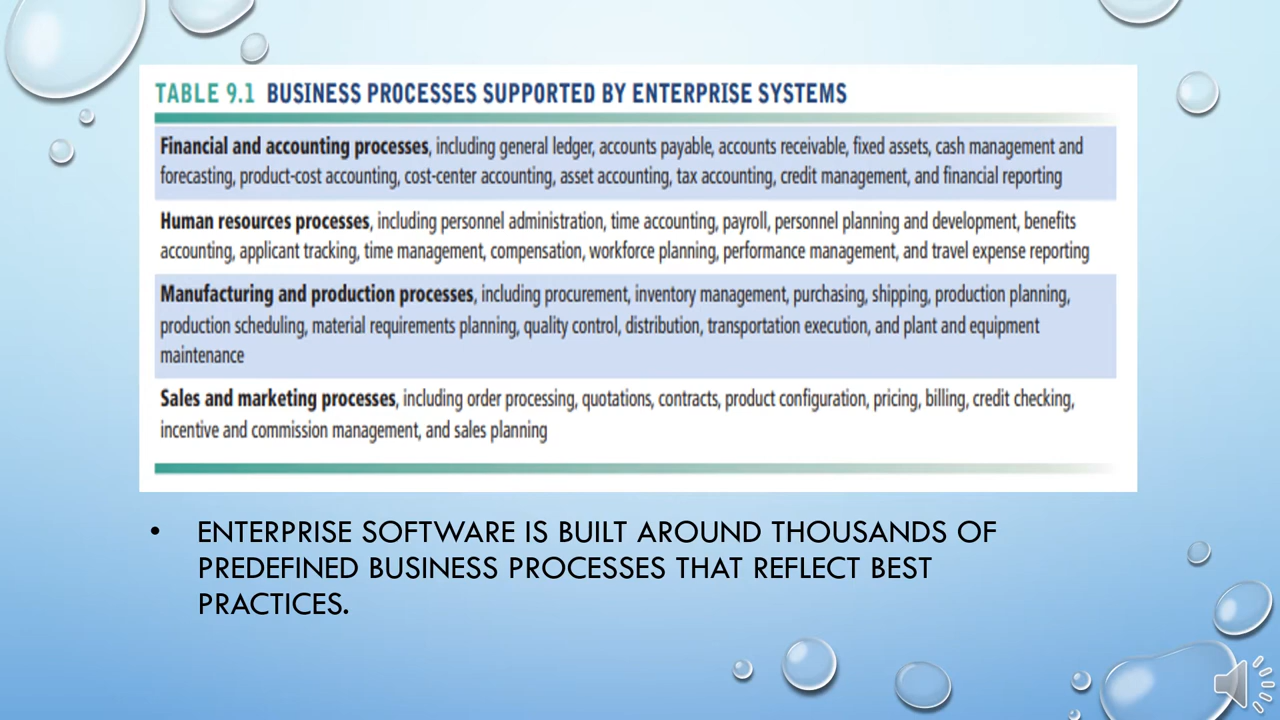 TABLE 9.1 BUSINESS PROCESSES SUPPORTED BY ENTERPRISE SYSTEMS
Financial and accounting processes, including general ledger, accounts payable, accounts receivable, fixed assets, cash management and
forecasting, product-cost accounting, cost-center accounting, asset accounting, tax accounting, credit management, and financial reporting
Human resources processes, including personnel administration, time accounting, payroll, personnel planning and development, benefits
accounting, applicant tracking, time management, compensation, workforce planning, performance management, and travel expense reporting
Manufacturing and production processes, including procurement, inventory management, purchasing, shipping, production planning,
production scheduling, material requirements planning, quality control, distribution, transportation execution, and plant and equipment
maintenance
Sales and marketing processes, including order processing, quotations, contracts, product configuration, pricing, billing, credit checking,
incentive and commission management, and sales planning
• ENTERPRISE SOFTWARE IS BUILT AROUND THOUSANDS OF
PREDEFINED BUSINESS PROCESSES THAT REFLECT BEST
PRACTICES.